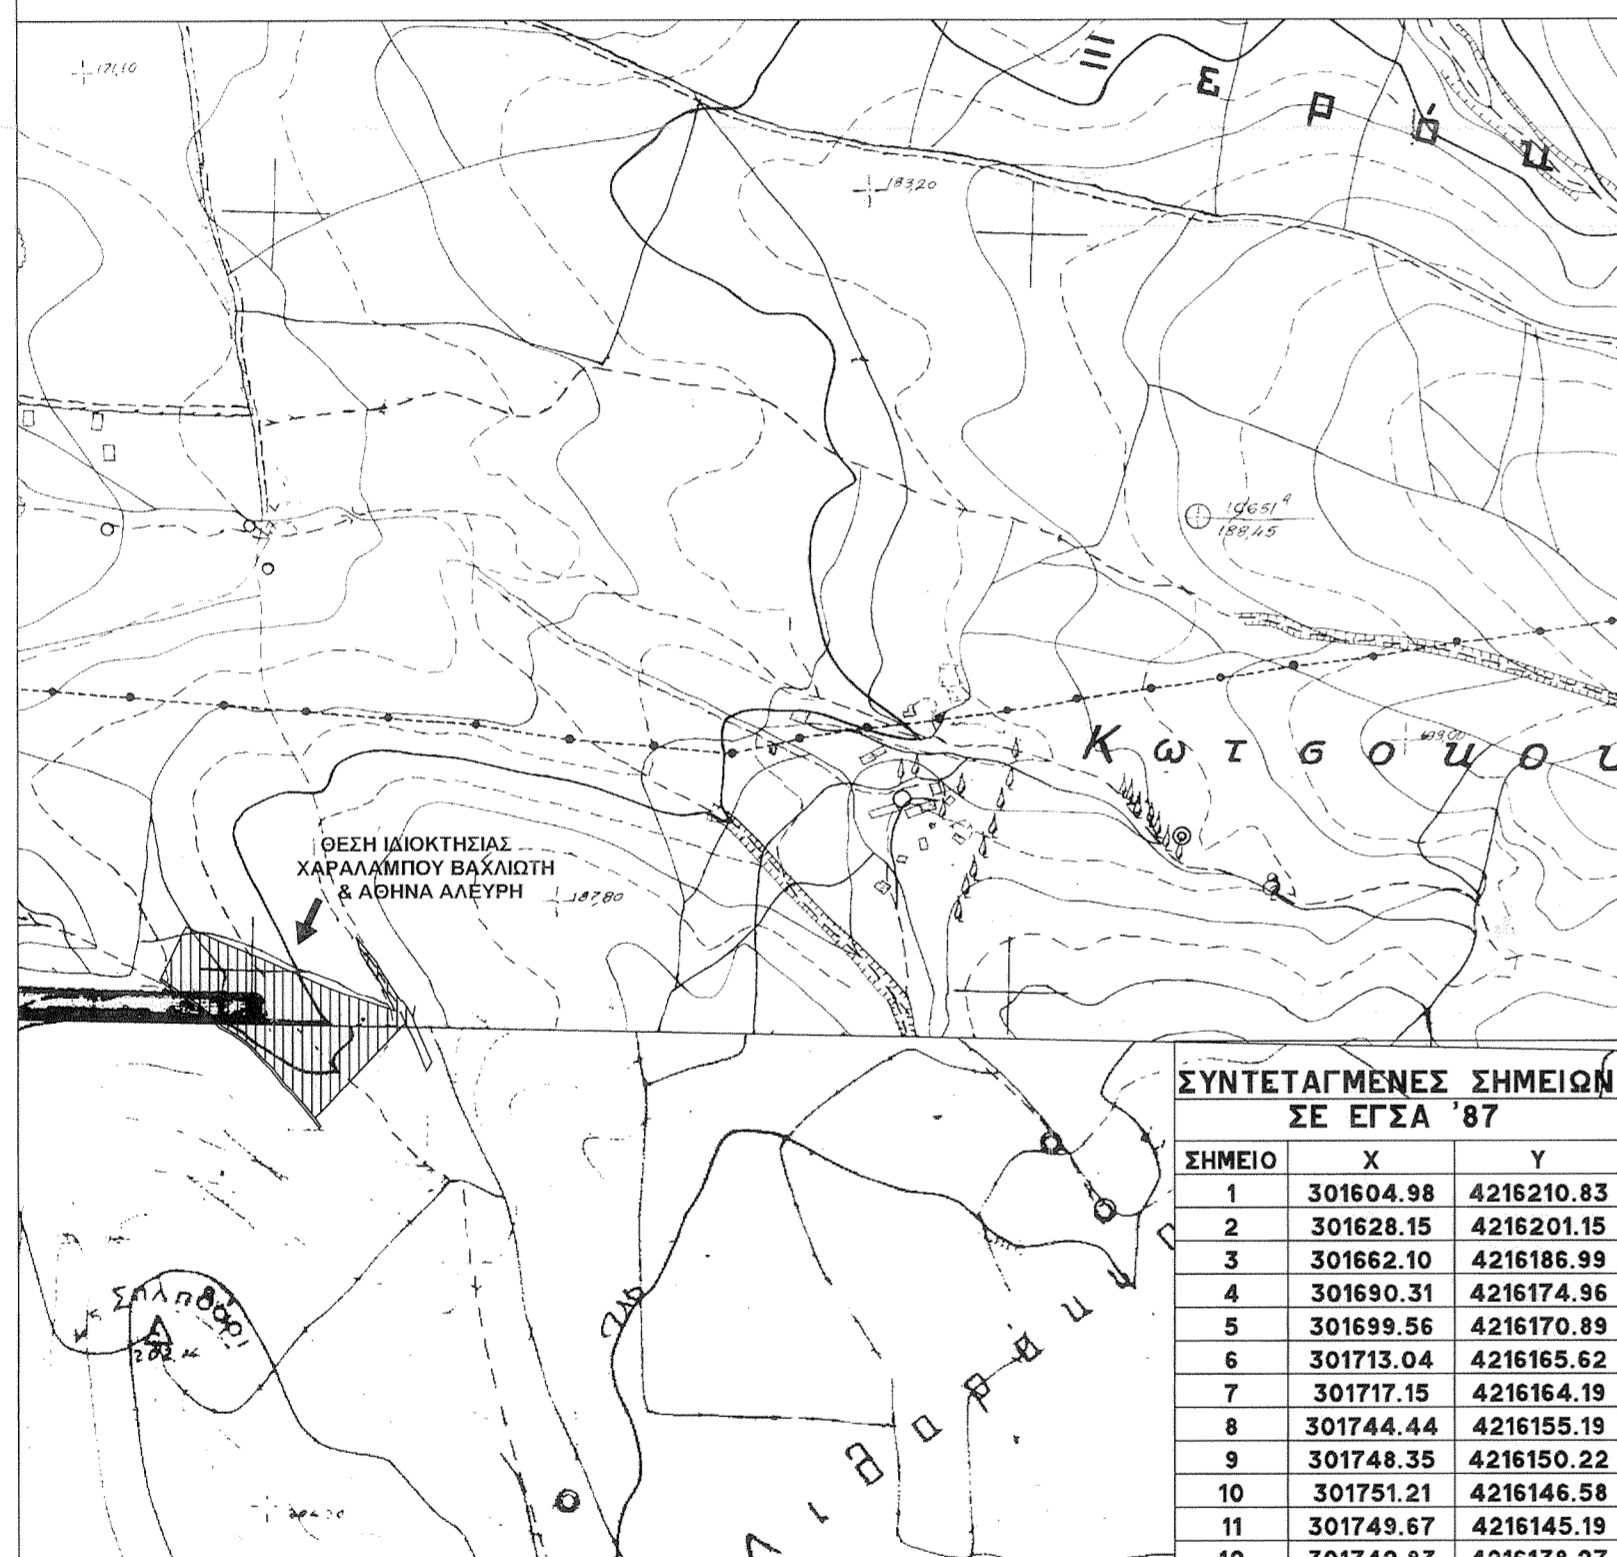 171,10
Ξ ε ρ ό κ
183,20
10651ª
188,45
Κ ω τ σ ο κ ο υ
189,00
ΘΕΣΗ ΙΔΙΟΚΤΗΣΙΑΣ
ΧΑΡΑΛΑΜΠΟΥ ΒΑΧΛΙΩΤΗ
& ΑΘΗΝΑ ΑΛΕΥΡΗ
187,80
ΣΥΝΤΕΤΑΓΜΕΝΕΣ ΣΗΜΕΙΩΝ
ΣΕ ΕΓΣΑ '87
ΣΗΜΕΙΟ X Y
1 301604.98 4216210.83
2 301628.15 4216201.15
3 301662.10 4216186.99
4 301690.31 4216174.96
5 301699.56 4216170.89
6 301713.04 4216165.62
7 301717.15 4216164.19
8 301744.44 4216155.19
9 301748.35 4216150.22
10 301751.21 4216146.58
11 301749.67 4216145.19